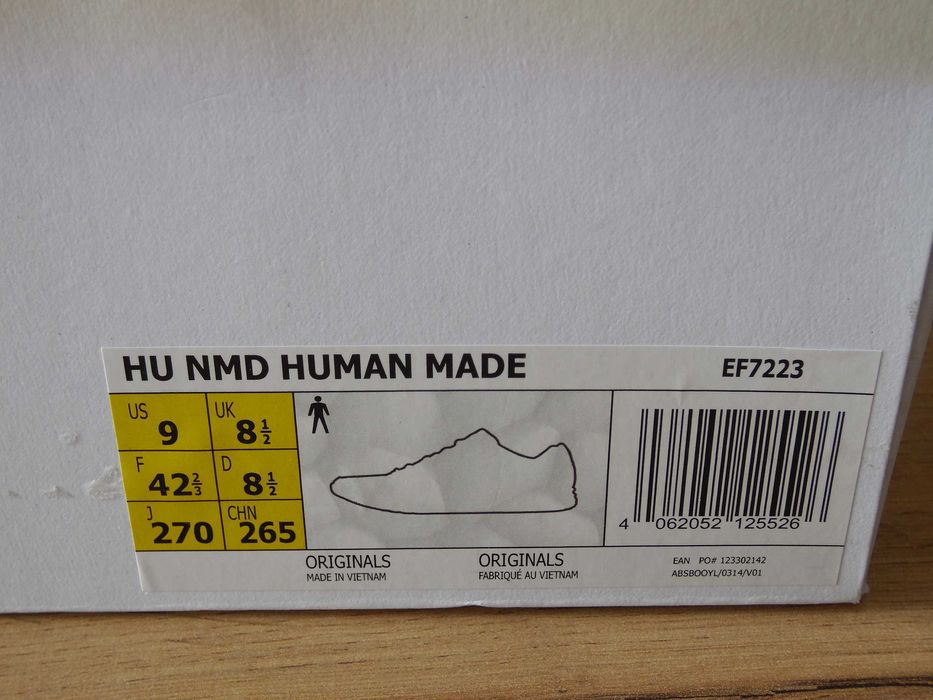 HU NMD HUMAN MADE EF7223
US 9 UK 8½
F 42⅔ D 8½
J 270 CHN 265
4 062052 125526
ORIGINALS ORIGINALS
MADE IN VIETNAM FABRIQUÉ AU VIETNAM
EAN PO# 123302142
ABSBOOYL/0314/V01